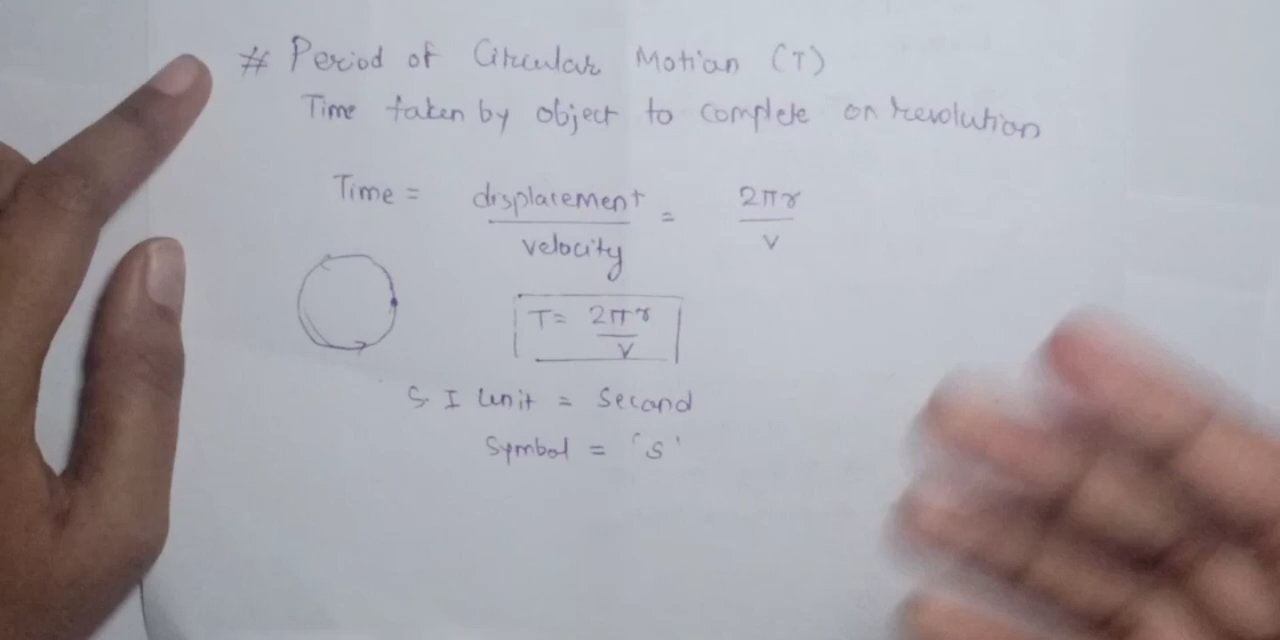 # Period of Circular Motion (T)
Time taken by object to complete on revolution
Time = displacement / velocity = 2πr / v
T = 2πr / v
S.I Unit = Second
Symbol = 's'